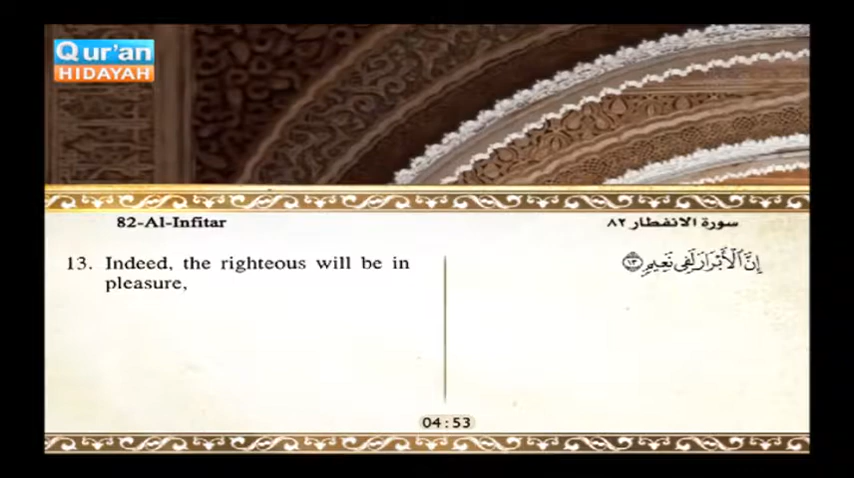 Qur'an
HIDAYAH
82-Al-Infitar
سورة الانفطار ٨٢
13. Indeed, the righteous will be in
pleasure,
إِنَّ ٱلْأَبْرَارَ لَفِى نَعِيمٍ ١٣
04:53